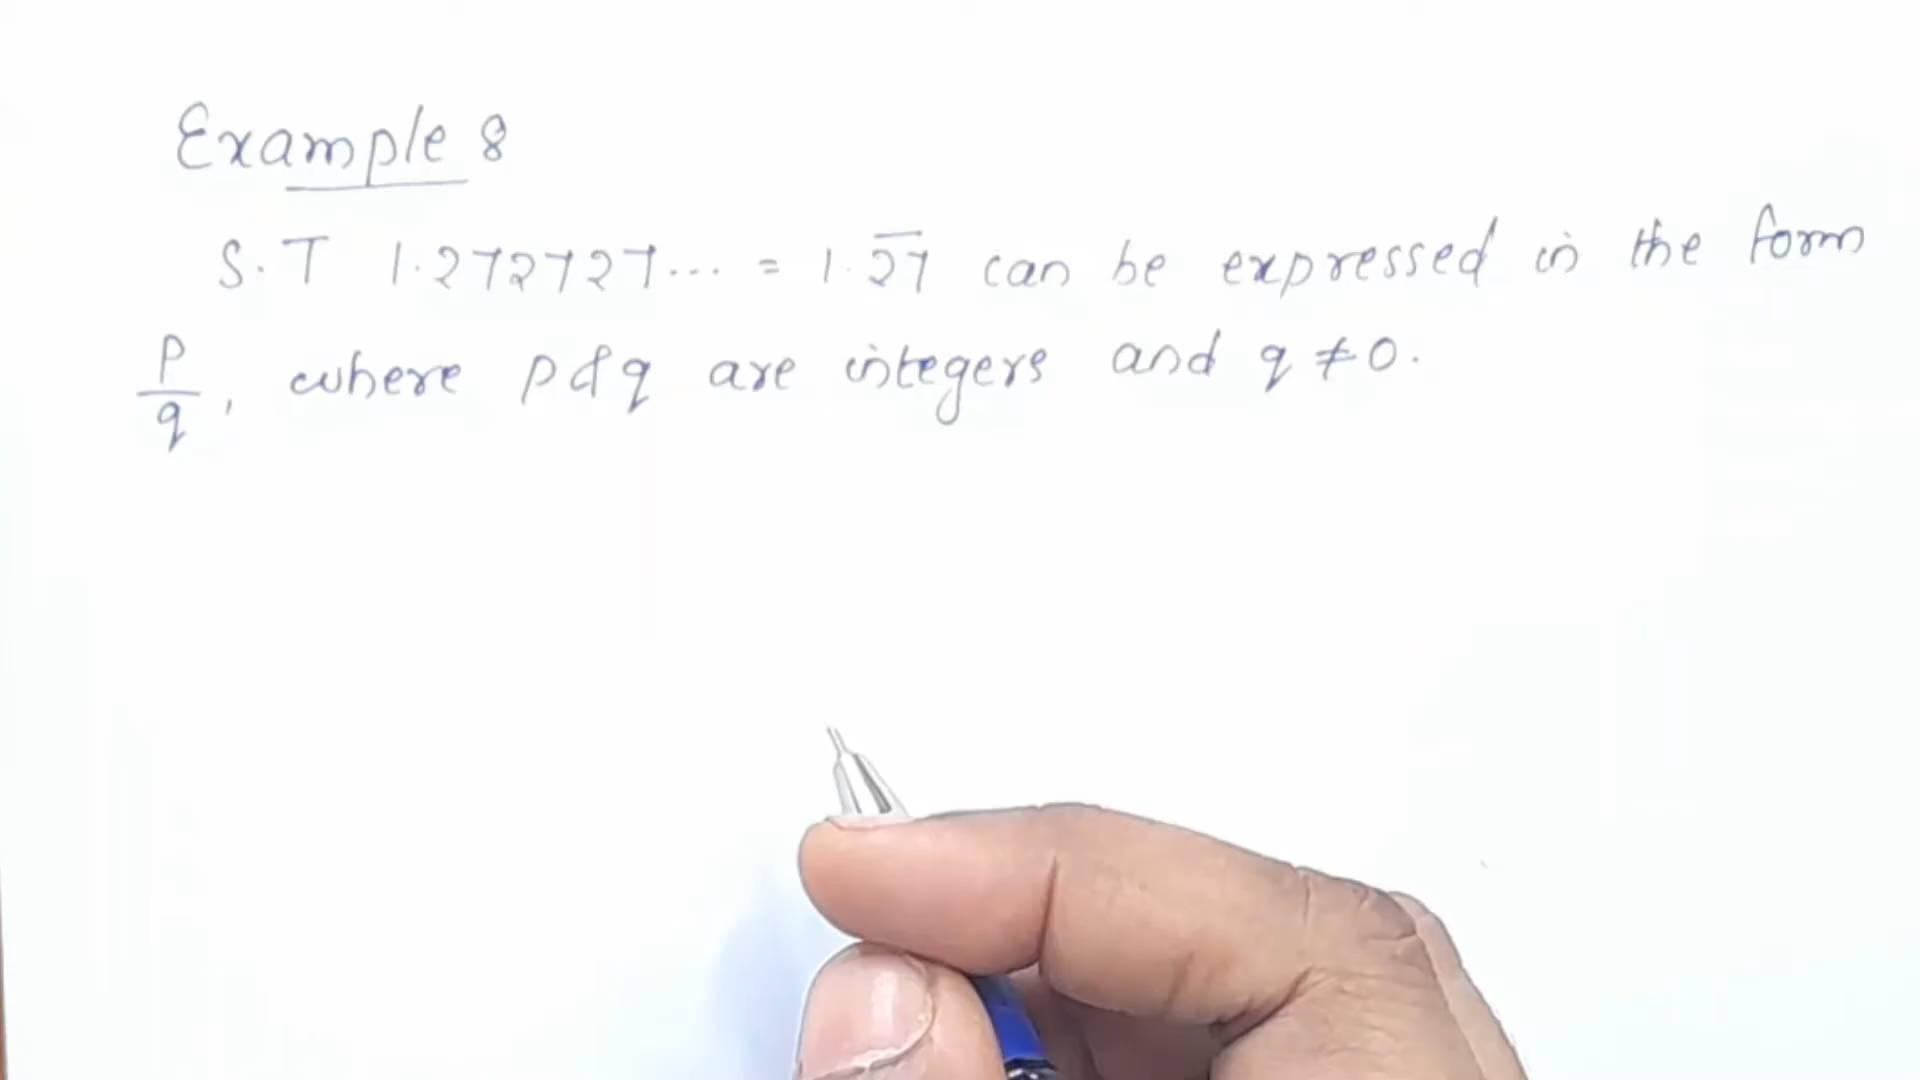 Example 8
S.T 1.272727... = 1.2̅7̅ can be expressed in the form
p/q, where p & q are integers and q ≠ 0.